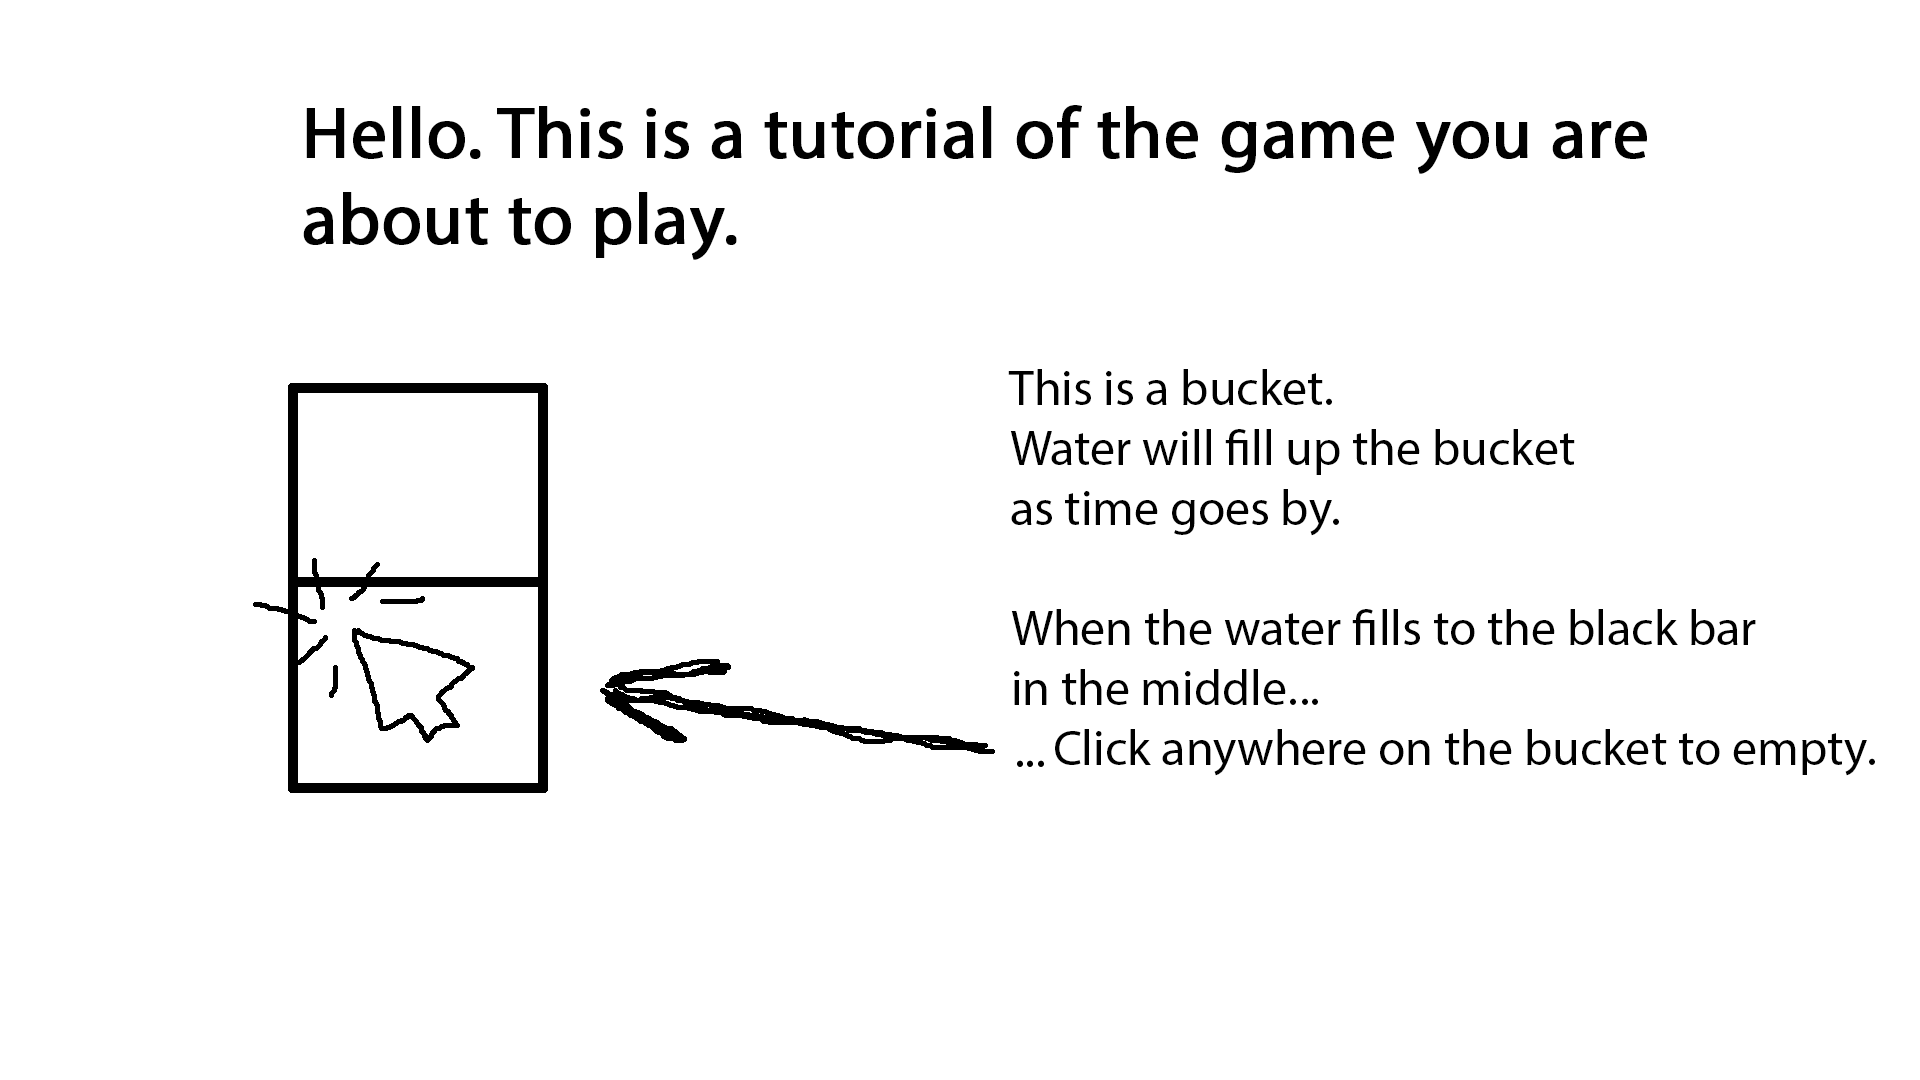 Hello. This is a tutorial of the game you are
about to play.
This is a bucket.
Water will fill up the bucket
as time goes by.
When the water fills to the black bar
in the middle...
... Click anywhere on the bucket to empty.